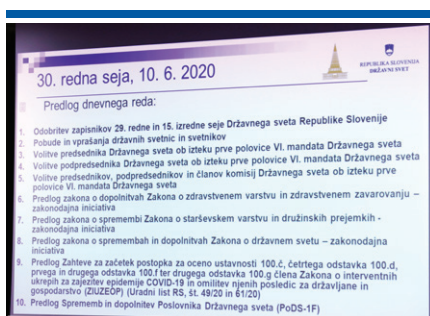 REPUBLIKA SLOVENIJA
DRŽAVNI SVET
30. redna seja, 10. 6. 2020
Predlog dnevnega reda:
1. Odobritev zapisnikov 29. redne in 15. izredne seje Državnega sveta Republike Slovenije
2. Pobude in vprašanja državnih svetnic in svetnikov
3. Volitve predsednika Državnega sveta ob izteku prve polovice VI. mandata Državnega sveta
4. Volitve podpredsednika Državnega sveta ob izteku prve polovice VI. mandata Državnega sveta
5. Volitve predsednikov, podpredsednikov in članov komisij Državnega sveta ob izteku prve
polovice VI. mandata Državnega sveta
6. Predlog zakona o dopolnitvah Zakona o zdravstvenem varstvu in zdravstvenem zavarovanju –
zakonodajna iniciativa
7. Predlog zakona o spremembi Zakona o starševskem varstvu in družinskih prejemkih -
zakonodajna iniciativa
8. Predlog zakona o spremembah in dopolnitvah Zakona o državnem svetu – zakonodajna
iniciativa
9. Predlog Zahteve za začetek postopka za oceno ustavnosti 100.č, četrtega odstavka 100.d,
prvega in drugega odstavka 100.f ter drugega odstavka 100.g člena Zakona o interventnih
ukrepih za zajezitev epidemije COVID-19 in omilitev njenih posledic za državljane in
gospodarstvo (ZIUZEOP) (Uradni list RS, št. 49/20 in 61/20)
10. Predlog Sprememb in dopolnitev Poslovnika Državnega sveta (PoDS-1F)